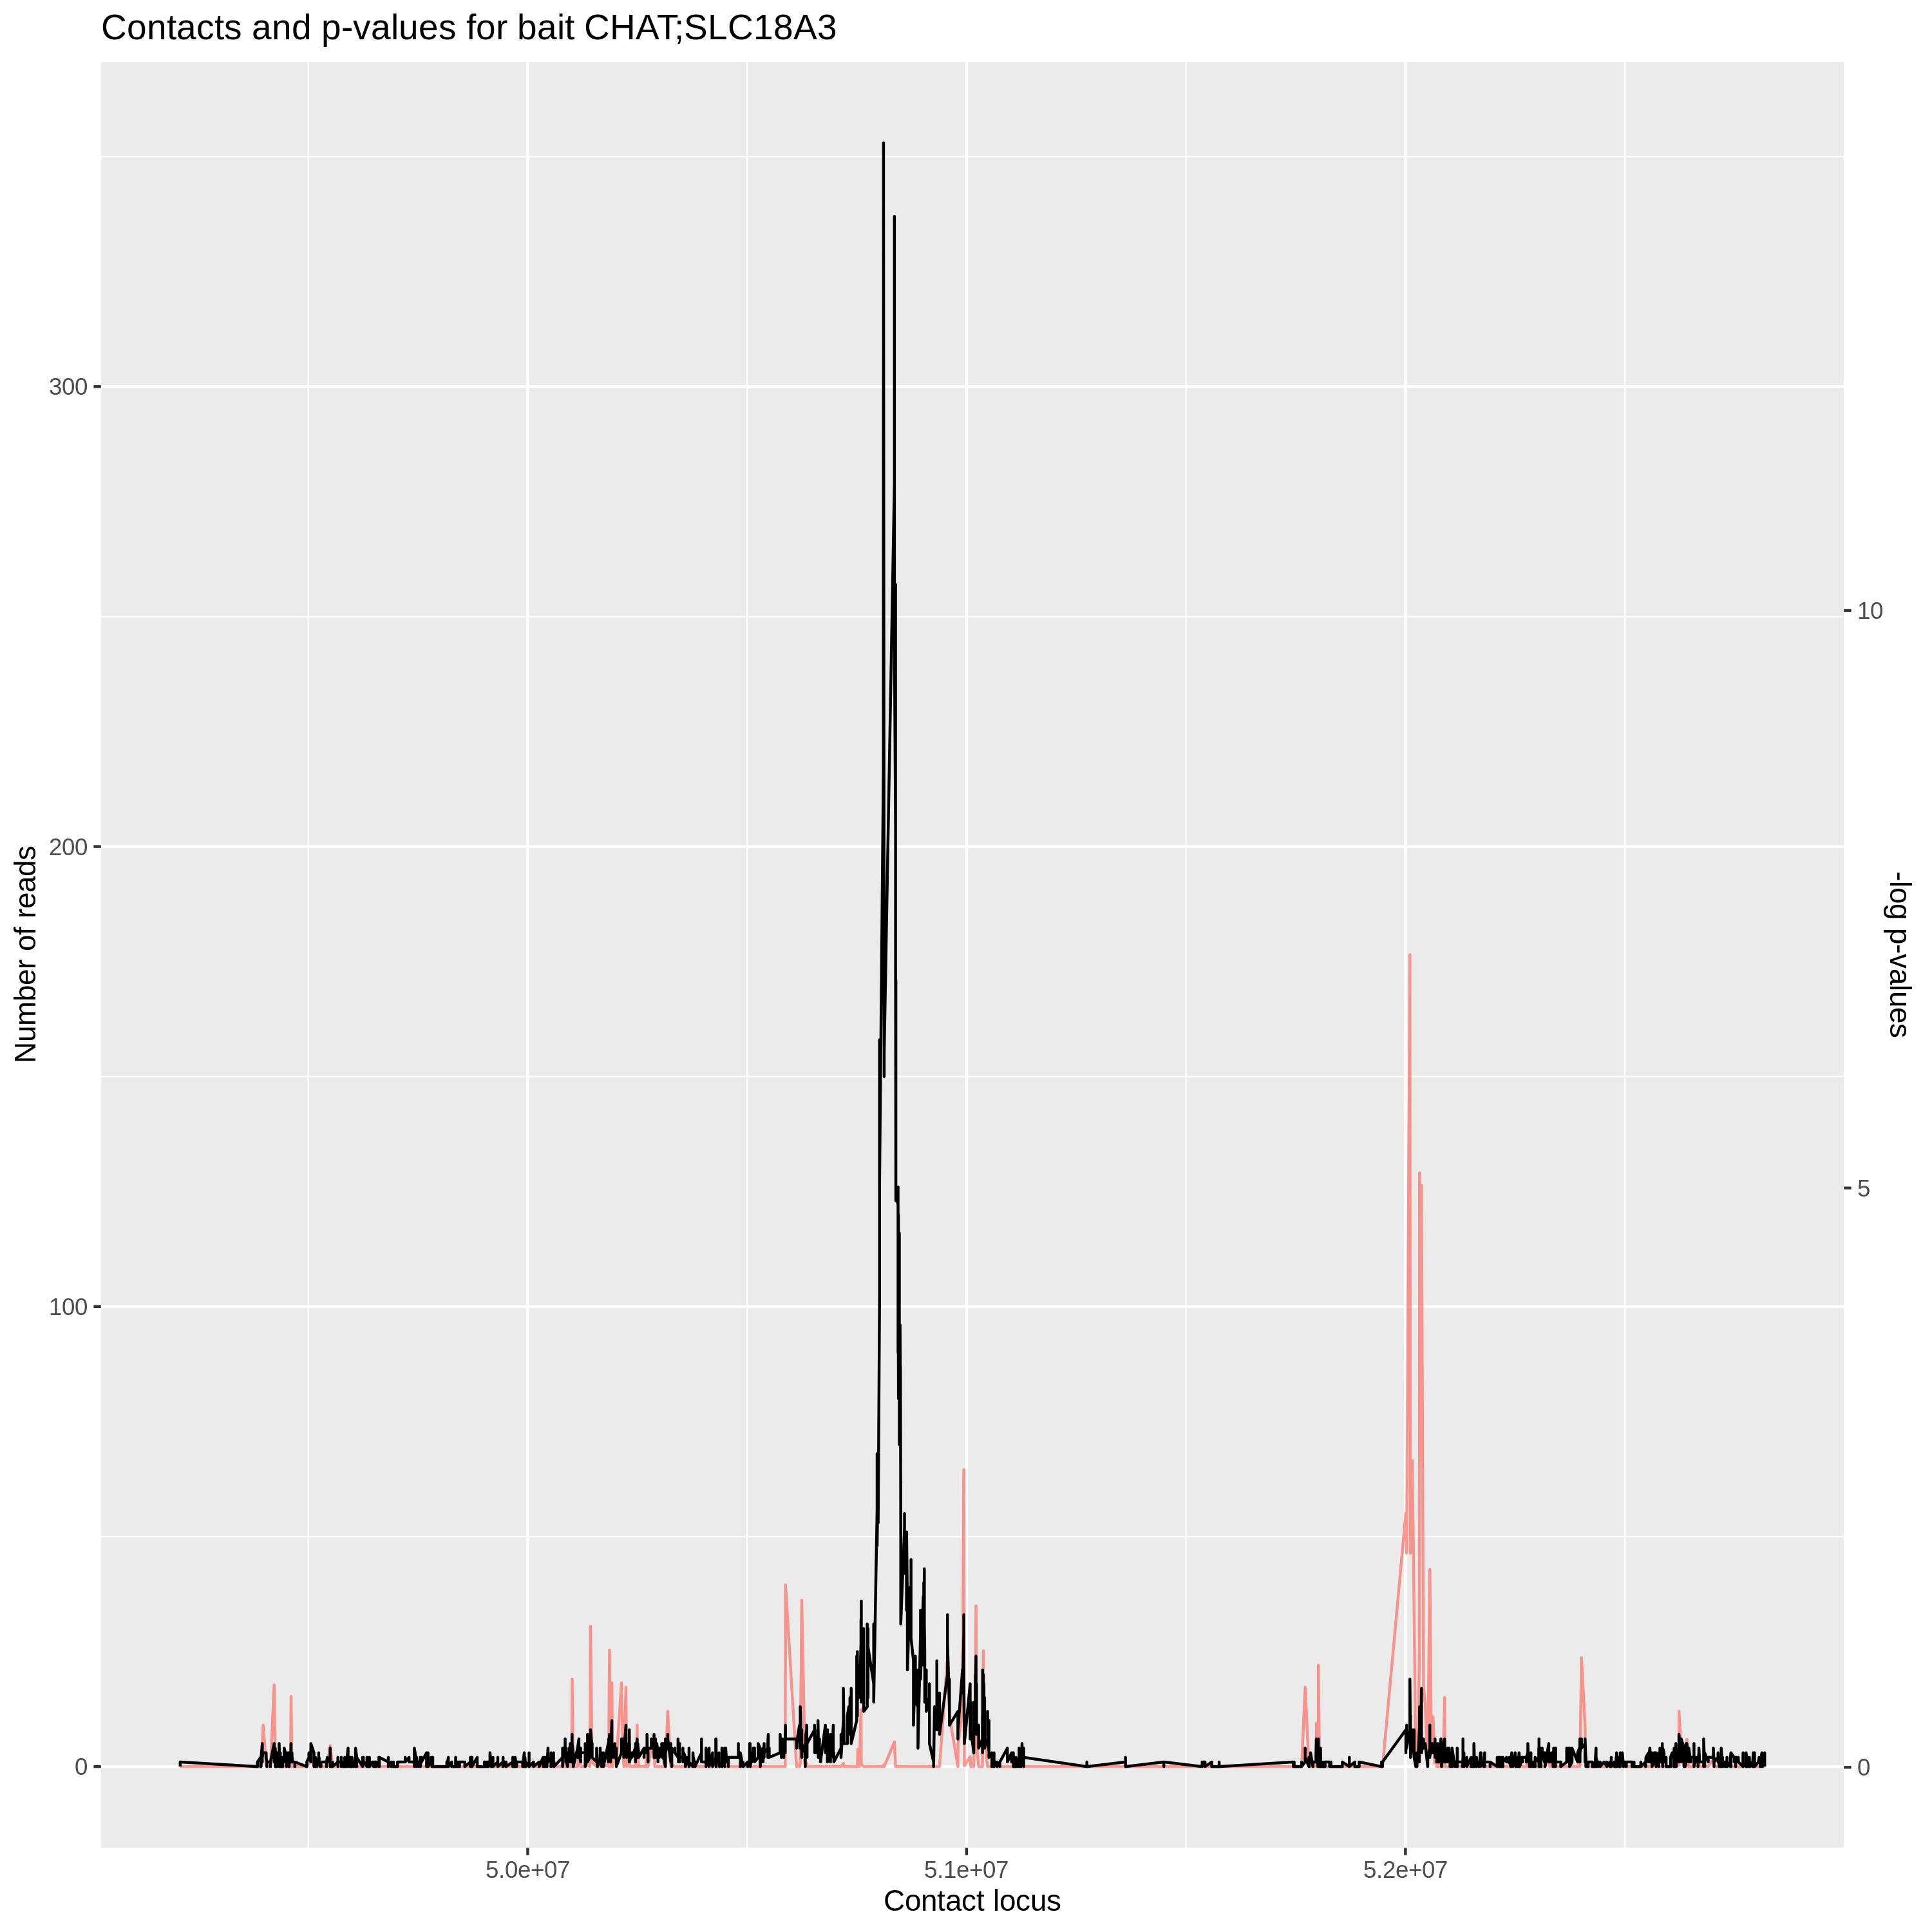 Contacts and p-values for bait CHAT;SLC18A3
300
200
100
0
Number of reads
10
5
0
-log p-values
5.0e+07
5.1e+07
5.2e+07
Contact locus